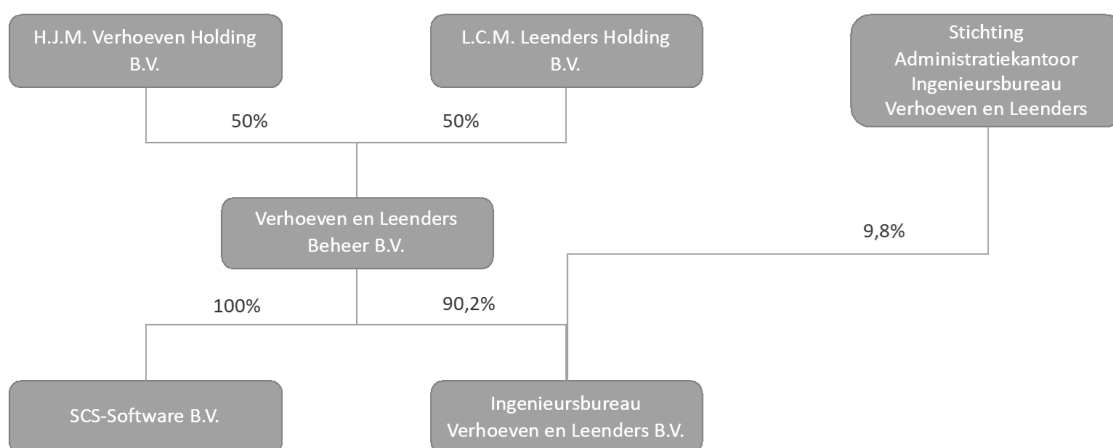 H.J.M. Verhoeven Holding
B.V.
L.C.M. Leenders Holding
B.V.
Stichting
Administratiekantoor
Ingenieursbureau
Verhoeven en Leenders
50%
50%
Verhoeven en Leenders
Beheer B.V.
9,8%
100%
90,2%
SCS-Software B.V.
Ingenieursbureau
Verhoeven en Leenders B.V.